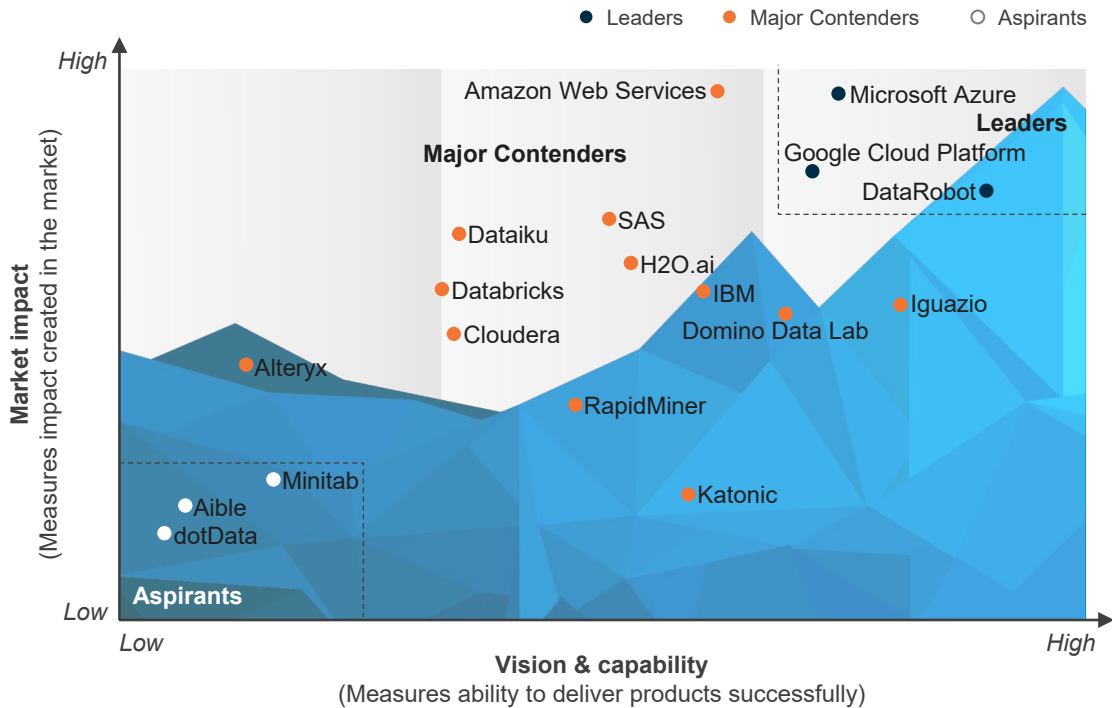 Leaders
Major Contenders
Aspirants
High
Amazon Web Services
Microsoft Azure
Leaders
Major Contenders
Google Cloud Platform
DataRobot
SAS
Dataiku
H2O.ai
Databricks
IBM
Iguazio
Domino Data Lab
Cloudera
Alteryx
RapidMiner
Minitab
Katonic
Aible
dotData
Aspirants
Low
Market impact
(Measures impact created in the market)
Low
High
Vision & capability
(Measures ability to deliver products successfully)